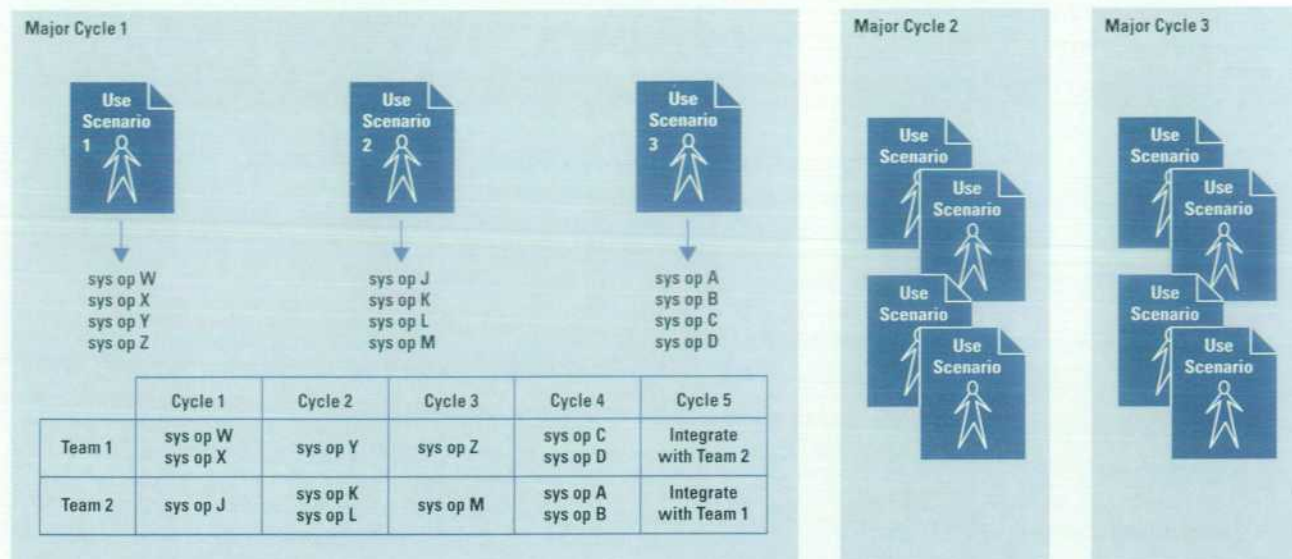 Major Cycle 1
Use
Scenario
1
Use
Scenario
2
Use
Scenario
3
sys op W
sys op X
sys op Y
sys op Z
sys op J
sys op K
sys op L
sys op M
sys op A
sys op B
sys op C
sys op D
Cycle 1
Cycle 2
Cycle 3
Cycle 4
Cycle 5
Team 1
sys op W
sys op X
sys op Y
sys op Z
sys op C
sys op D
Integrate
with Team 2
Team 2
sys op J
sys op K
sys op L
sys op M
sys op A
sys op B
Integrate
with Team 1
Major Cycle 2
Use
Scenario
Use
Scenario
Use
Scenario
Use
Scenario
Major Cycle 3
Use
Scenario
Use
Scenario
Use
Scenario
Use
Scenario